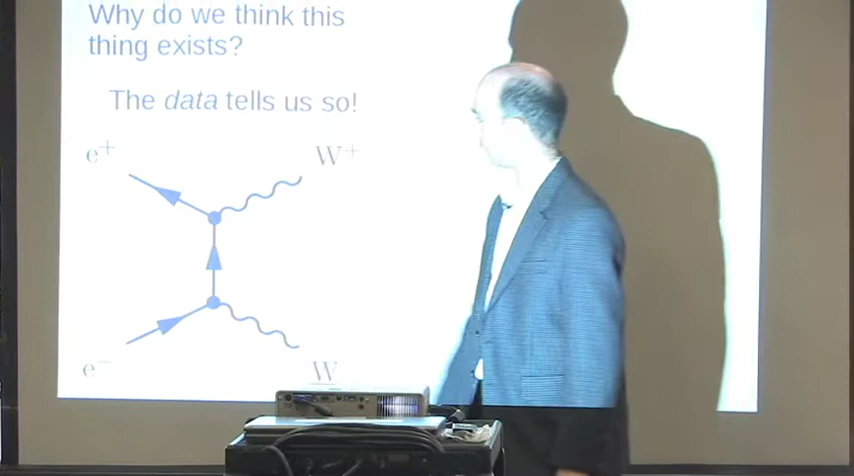 Why do we think this
thing exists?
The data tells us so!
e+ W+
e− W